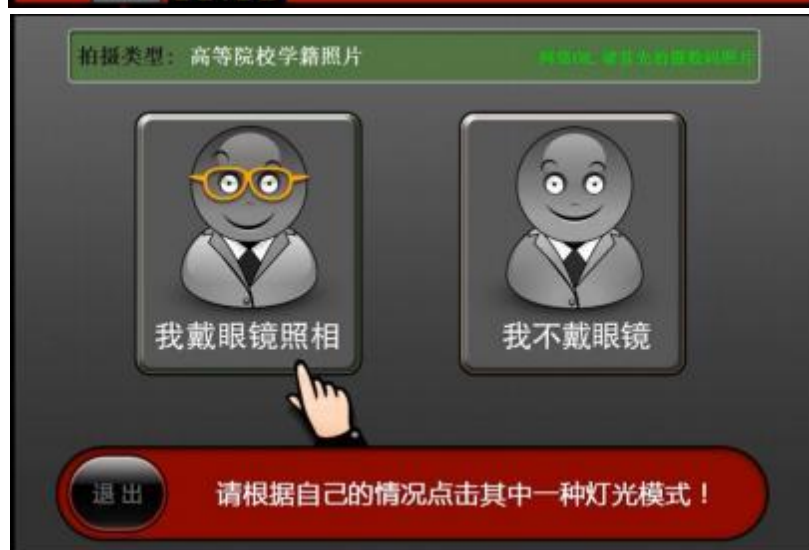 拍摄类型： 高等院校学籍照片
我戴眼镜照相
我不戴眼镜
退出
请根据自己的情况点击其中一种灯光模式！